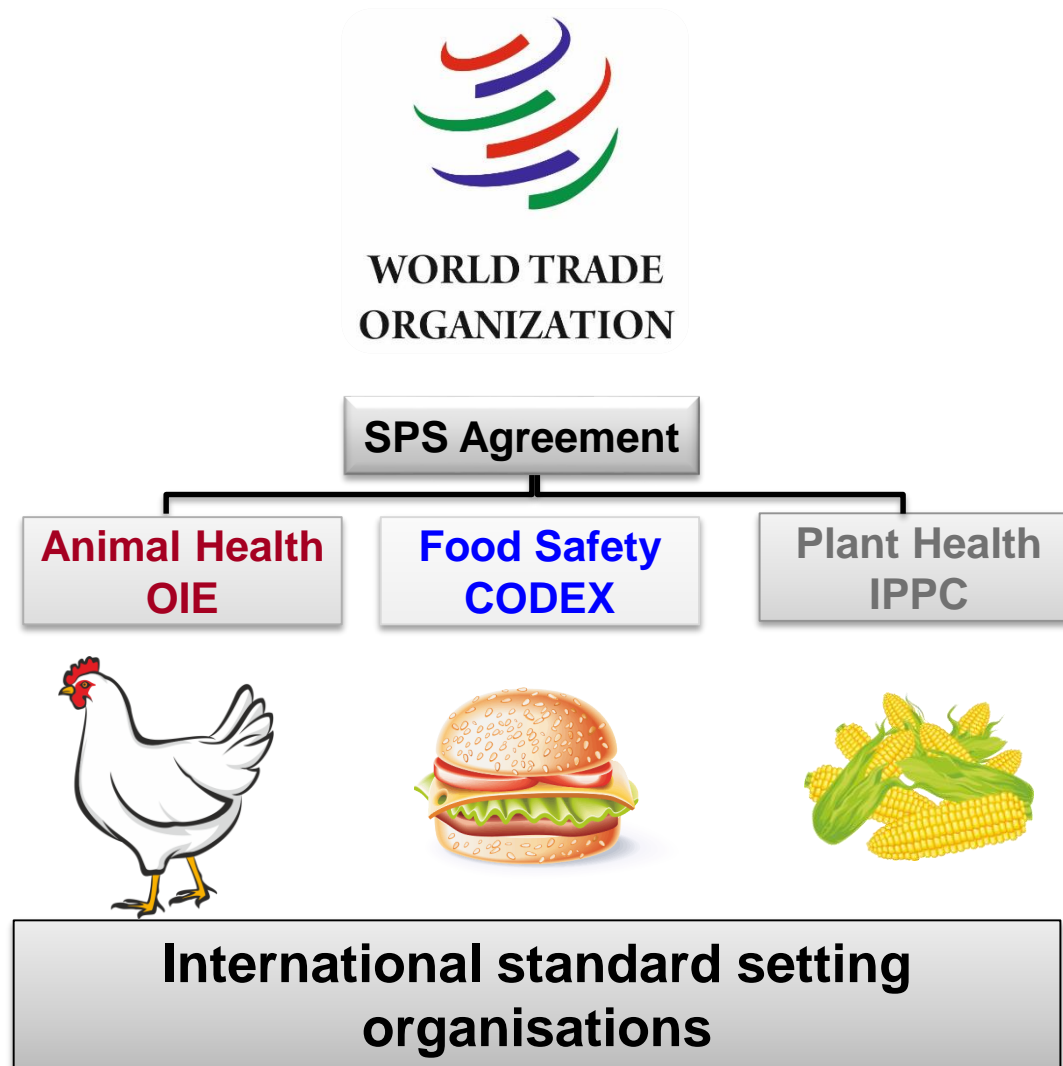 WORLD TRADE
ORGANIZATION
SPS Agreement
Animal Health
OIE
Food Safety
CODEX
Plant Health
IPPC
International standard setting
organisations